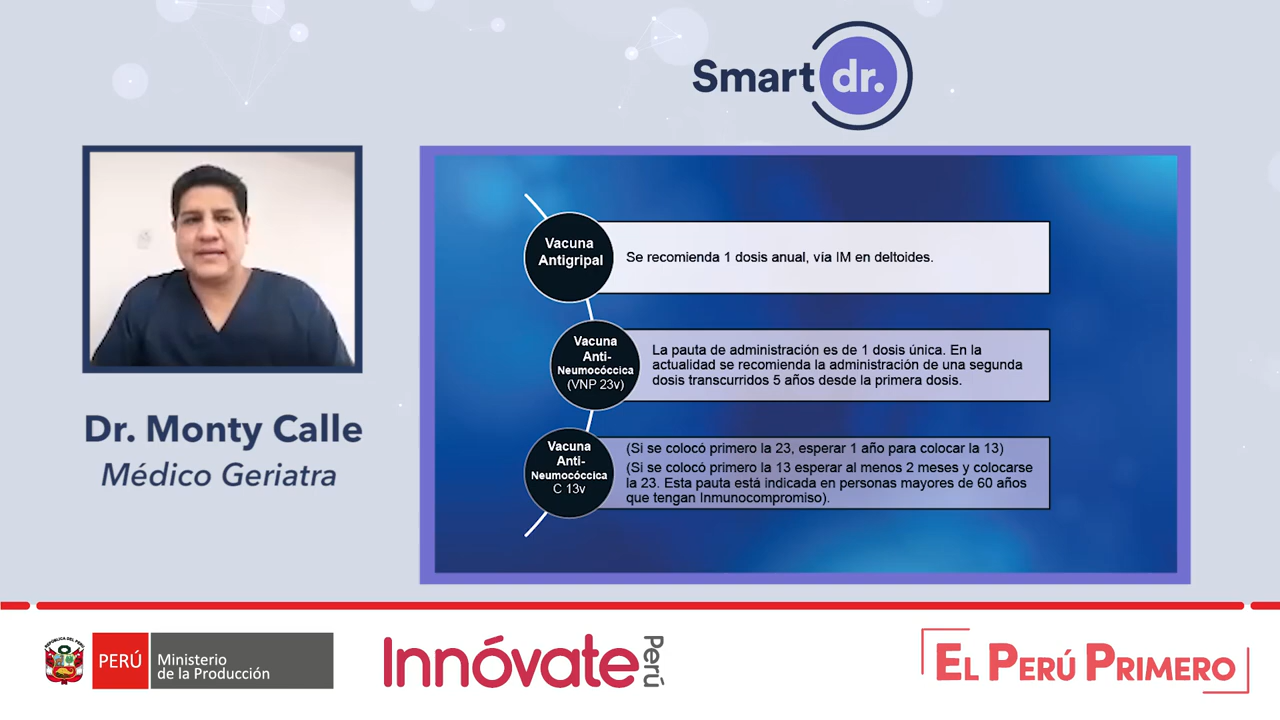 Smart dr.
Vacuna
Antigripal
Se recomienda 1 dosis anual, vía IM en deltoides.
Vacuna
Anti-
Neumocóccica
(VNP 23v)
La pauta de administración es de 1 dosis única. En la
actualidad se recomienda la administración de una segunda
dosis transcurridos 5 años desde la primera dosis.
Vacuna
Anti-
Neumocóccica
C 13v
(Si se colocó primero la 23, esperar 1 año para colocar la 13)
(Si se colocó primero la 13 esperar al menos 2 meses y colocarse
la 23. Esta pauta está indicada en personas mayores de 60 años
que tengan Inmunocompromiso).
Dr. Monty Calle
Médico Geriatra
REPÚBLICA DEL PERÚ
PERÚ
Ministerio
de la Producción
Innóvate Perú
EL PERÚ PRIMERO